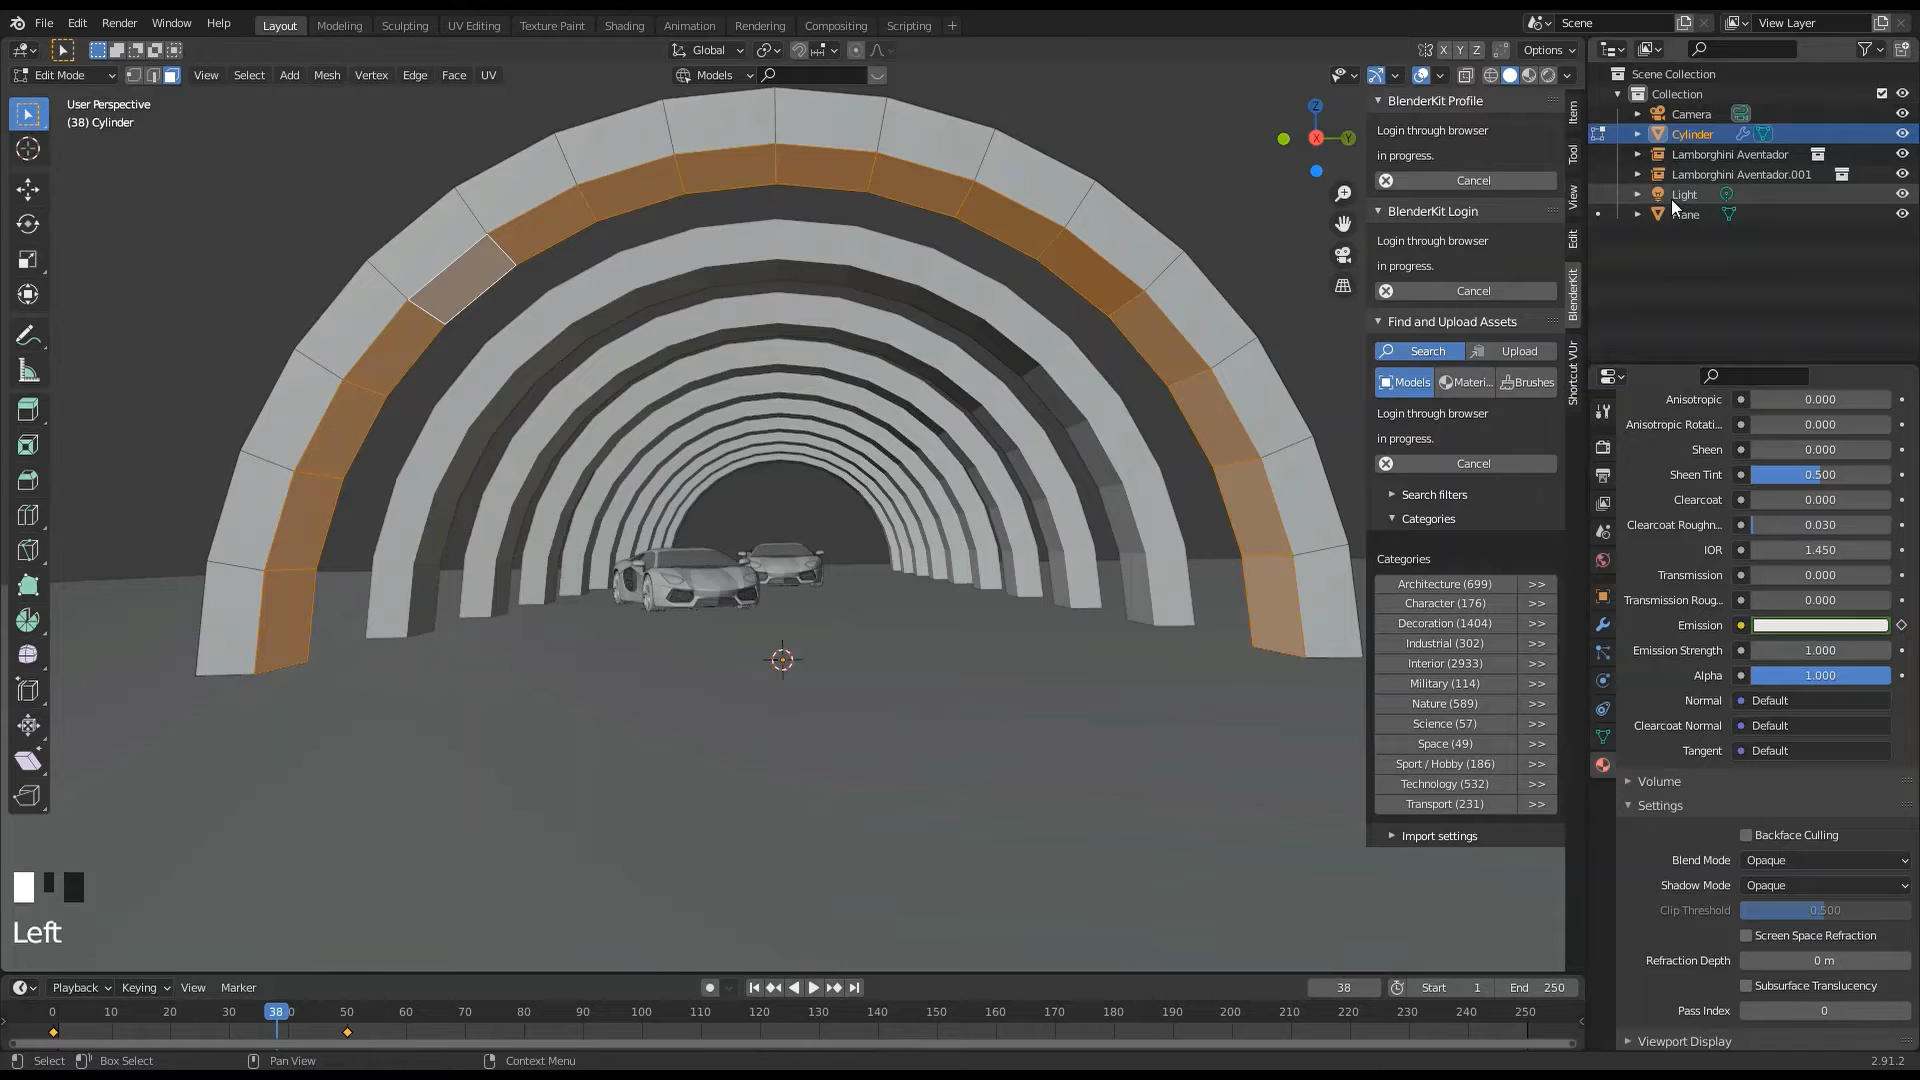 File Edit Render Window Help Layout Modeling Sculpting UV Editing Texture Paint Shading Animation Rendering Compositing Scripting + Scene View Layer
Global Options
X Y Z
Edit Mode View Select Add Mesh Vertex Edge Face UV Models
User Perspective
(38) Cylinder
Z
X
Y
BlenderKit Profile
Login through browser
in progress.
Cancel
BlenderKit Login
Login through browser
in progress.
Cancel
Find and Upload Assets
Search Upload
Models Materi... Brushes
Login through browser
in progress.
Cancel
Search filters
Categories
Categories
Architecture (699) >>
Character (176) >>
Decoration (1404) >>
Industrial (302) >>
Interior (2933) >>
Military (114) >>
Nature (589) >>
Science (57) >>
Space (49) >>
Sport / Hobby (186) >>
Technology (532) >>
Transport (231) >>
Import settings
Item
Tool
View
Edit
BlenderKit
Shortcut VUr
Scene Collection
Collection
Camera
Cylinder
Lamborghini Aventador
Lamborghini Aventador.001
Light
Anisotropic 0.000
Anisotropic Rotati... 0.000
Sheen 0.000
Sheen Tint 0.500
Clearcoat 0.000
Clearcoat Roughn... 0.030
IOR 1.450
Transmission 0.000
Transmission Roug... 0.000
Emission
Emission Strength 1.000
Alpha 1.000
Normal Default
Clearcoat Normal Default
Tangent Default
Volume
Settings
Backface Culling
Blend Mode Opaque
Shadow Mode Opaque
Clip Threshold 0.500
Screen Space Refraction
Refraction Depth 0 m
Subsurface Translucency
Pass Index 0
Viewport Display
Left
Playback Keying View Marker 38 Start 1 End 250
0 10 20 30 38 0 50 60 70 80 90 100 110 120 130 140 150 160 170 180 190 200 210 220 230 240 250
Select Box Select Pan View Context Menu 2.91.2